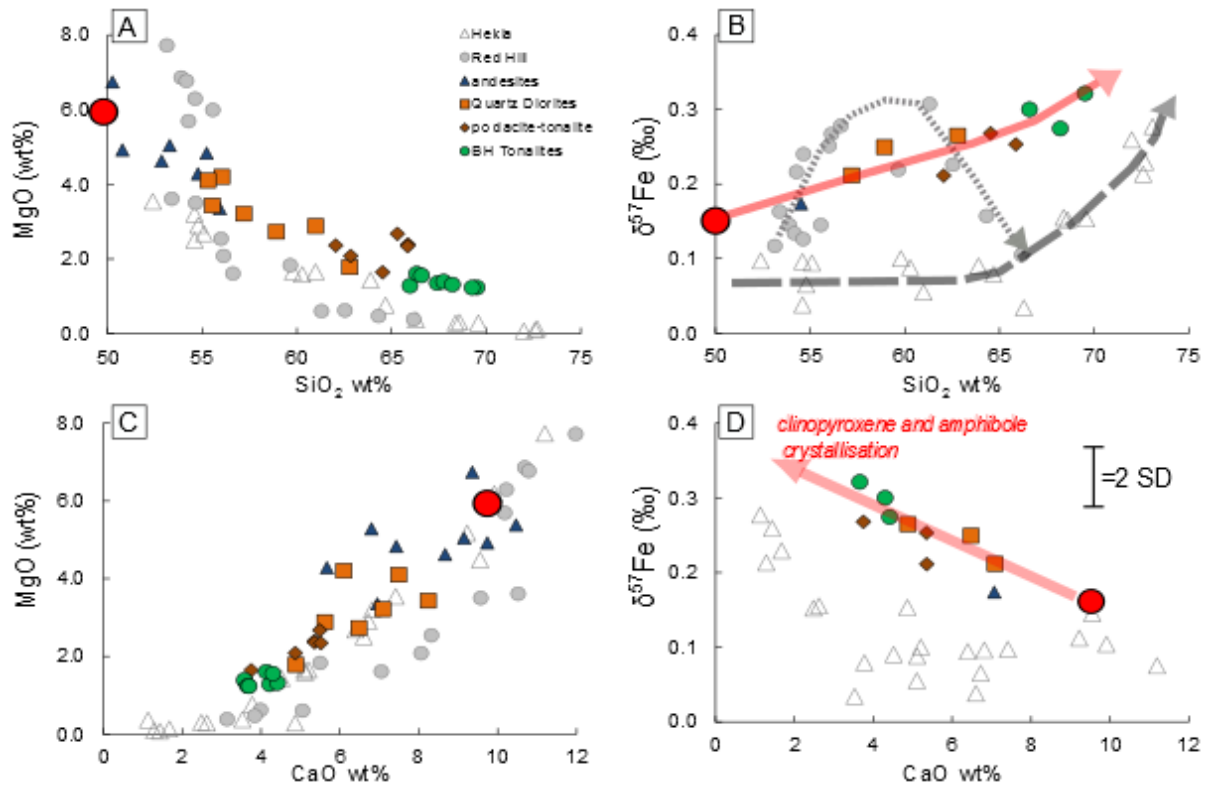 A
8.0
6.0
4.0
2.0
0.0
MgO (wt%)
50 55 60 65 70 75
SiO2 wt%
Hekla
Red Hill
andesites
Quartz Diorites
po dacite-tonalite
BH Tonalites
B
0.4
0.3
0.2
0.1
0.0
δ57Fe (‰)
50 55 60 65 70 75
SiO2 wt%
C
8.0
6.0
4.0
2.0
0.0
MgO (wt%)
0 2 4 6 8 10 12
CaO wt%
D
0.4
0.3
0.2
0.1
0.0
δ57Fe (‰)
clinopyroxene and amphibole
crystallisation
=2 SD
0 2 4 6 8 10 12
CaO wt%